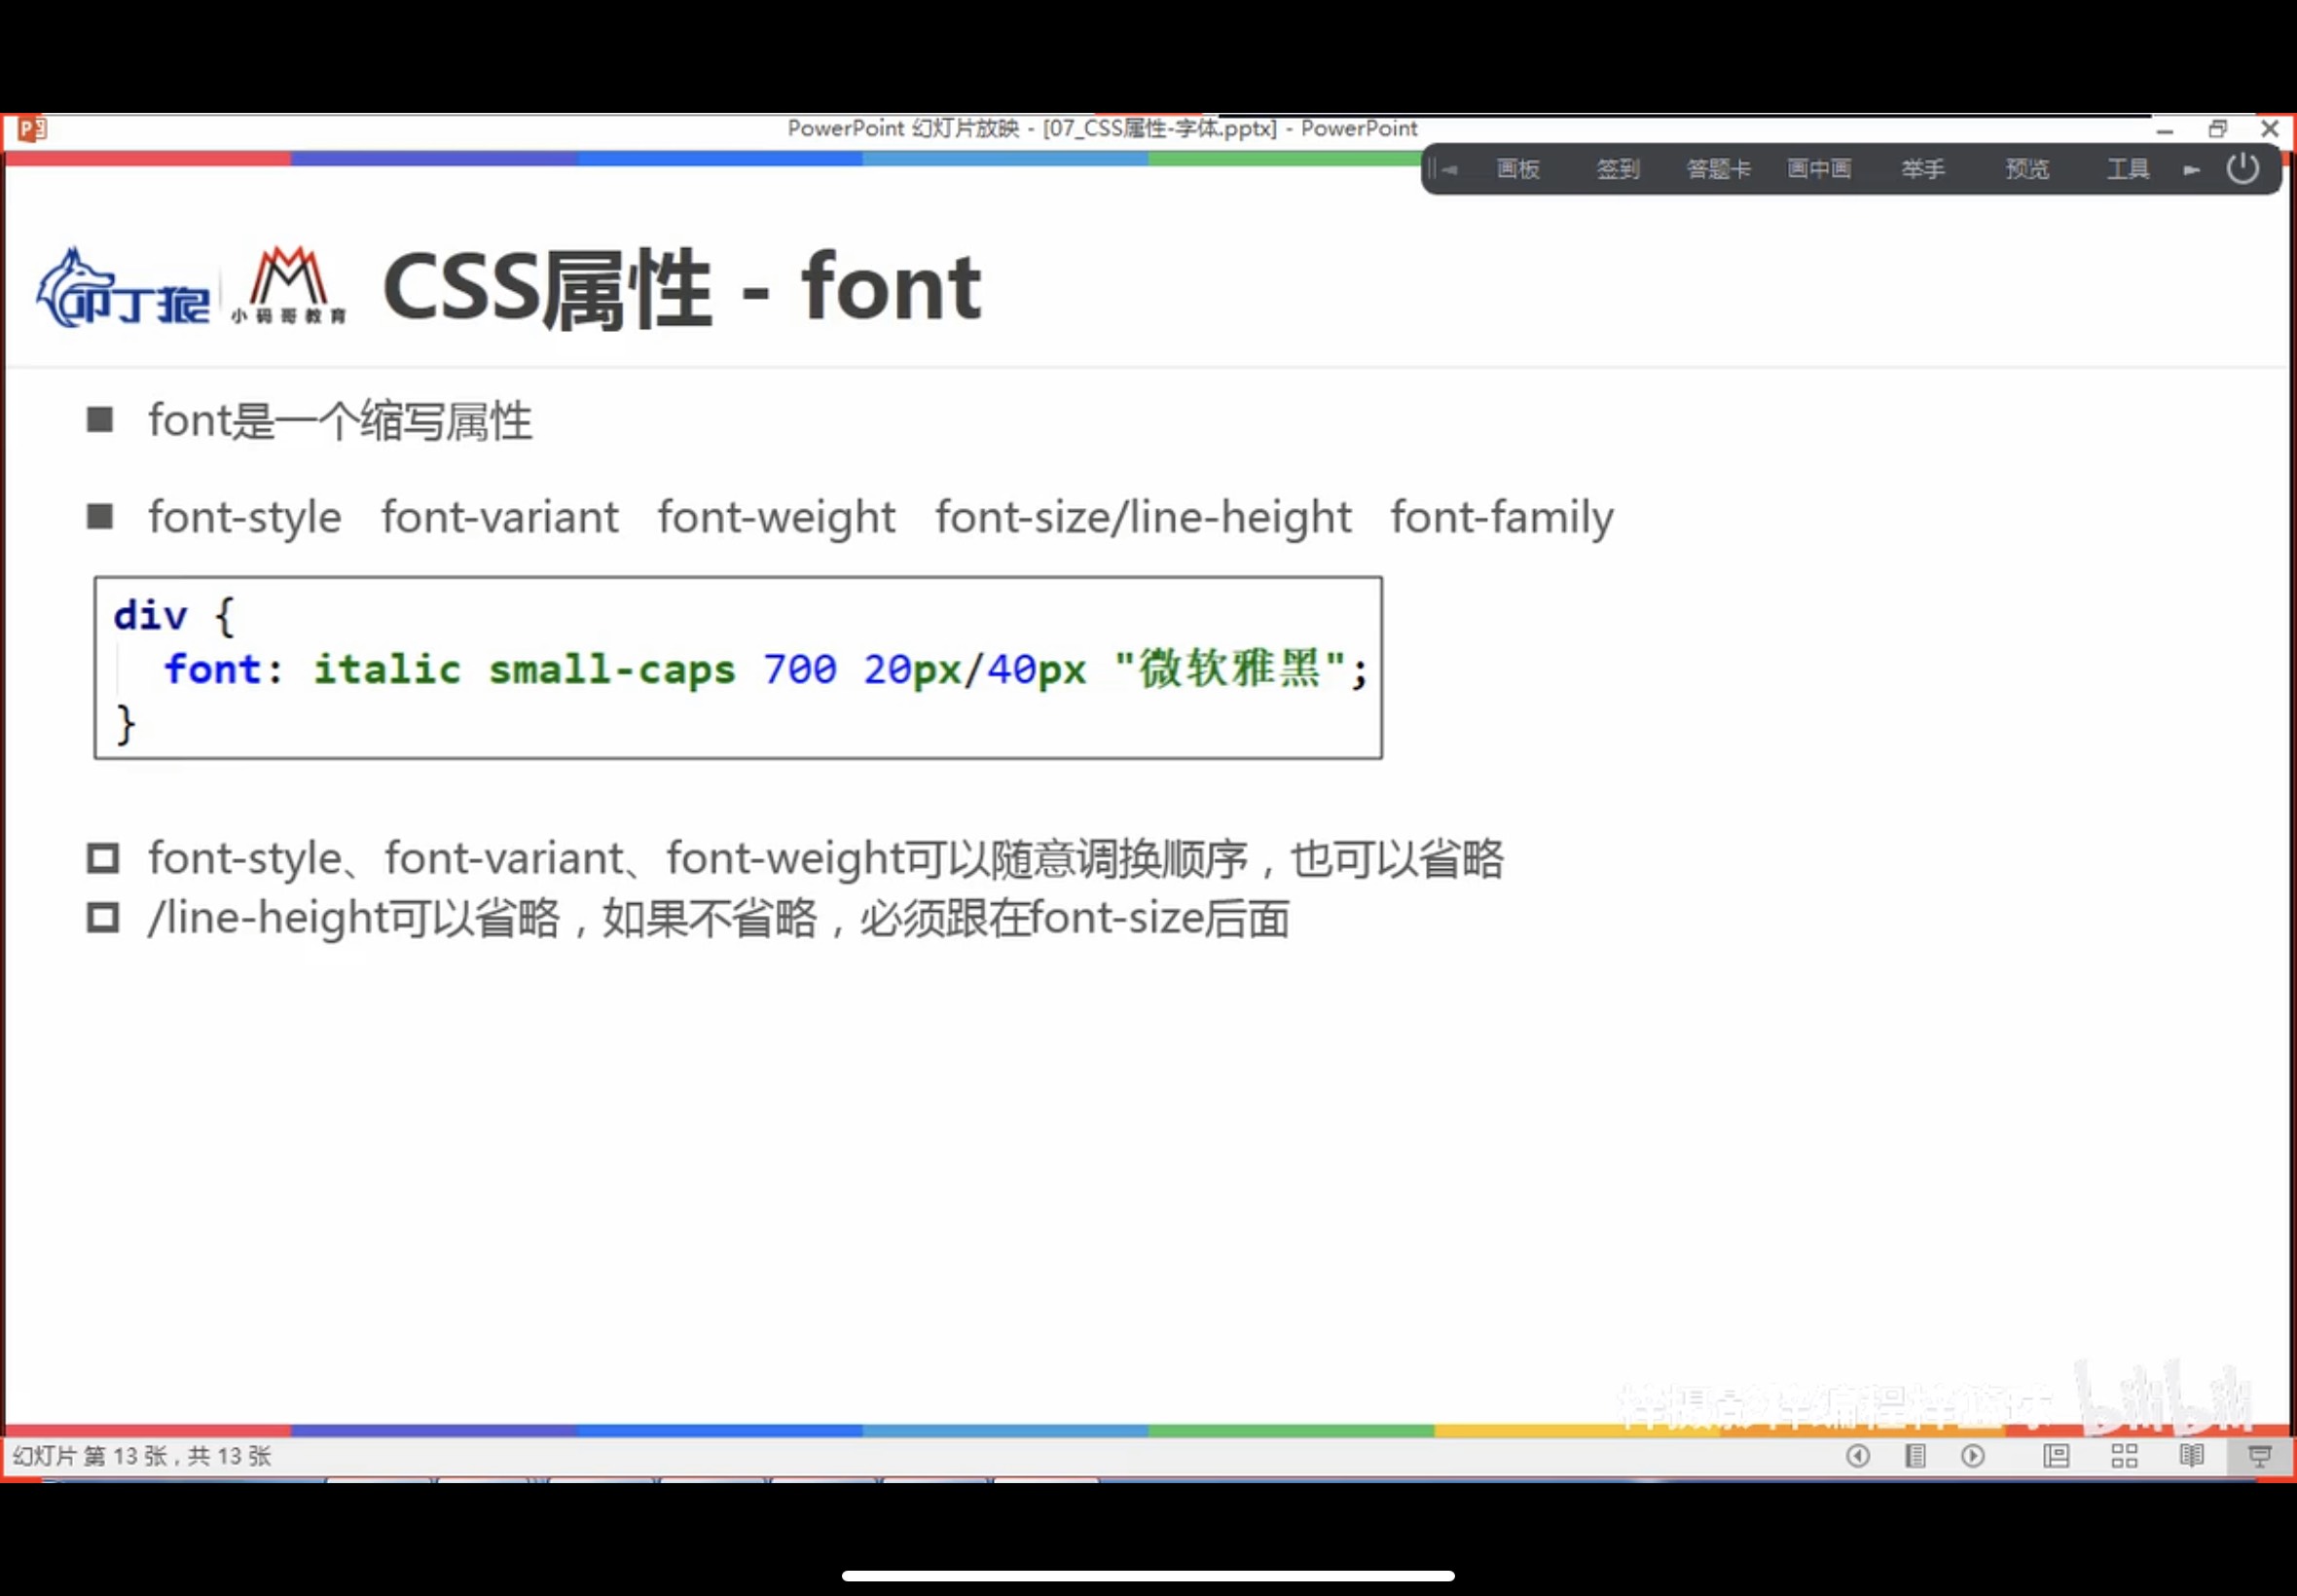 PowerPoint 幻灯片放映 - [07_CSS属性-字体.pptx] - PowerPoint
画板 签到 答题卡 画中画 举手 预览 工具
叩丁狼 小码哥教育 CSS属性 - font
font是一个缩写属性
font-style font-variant font-weight font-size/line-height font-family
div {
font: italic small-caps 700 20px/40px "微软雅黑";
}
font-style、font-variant、font-weight可以随意调换顺序，也可以省略
/line-height可以省略，如果不省略，必须跟在font-size后面
bilibili
幻灯片 第 13 张，共 13 张